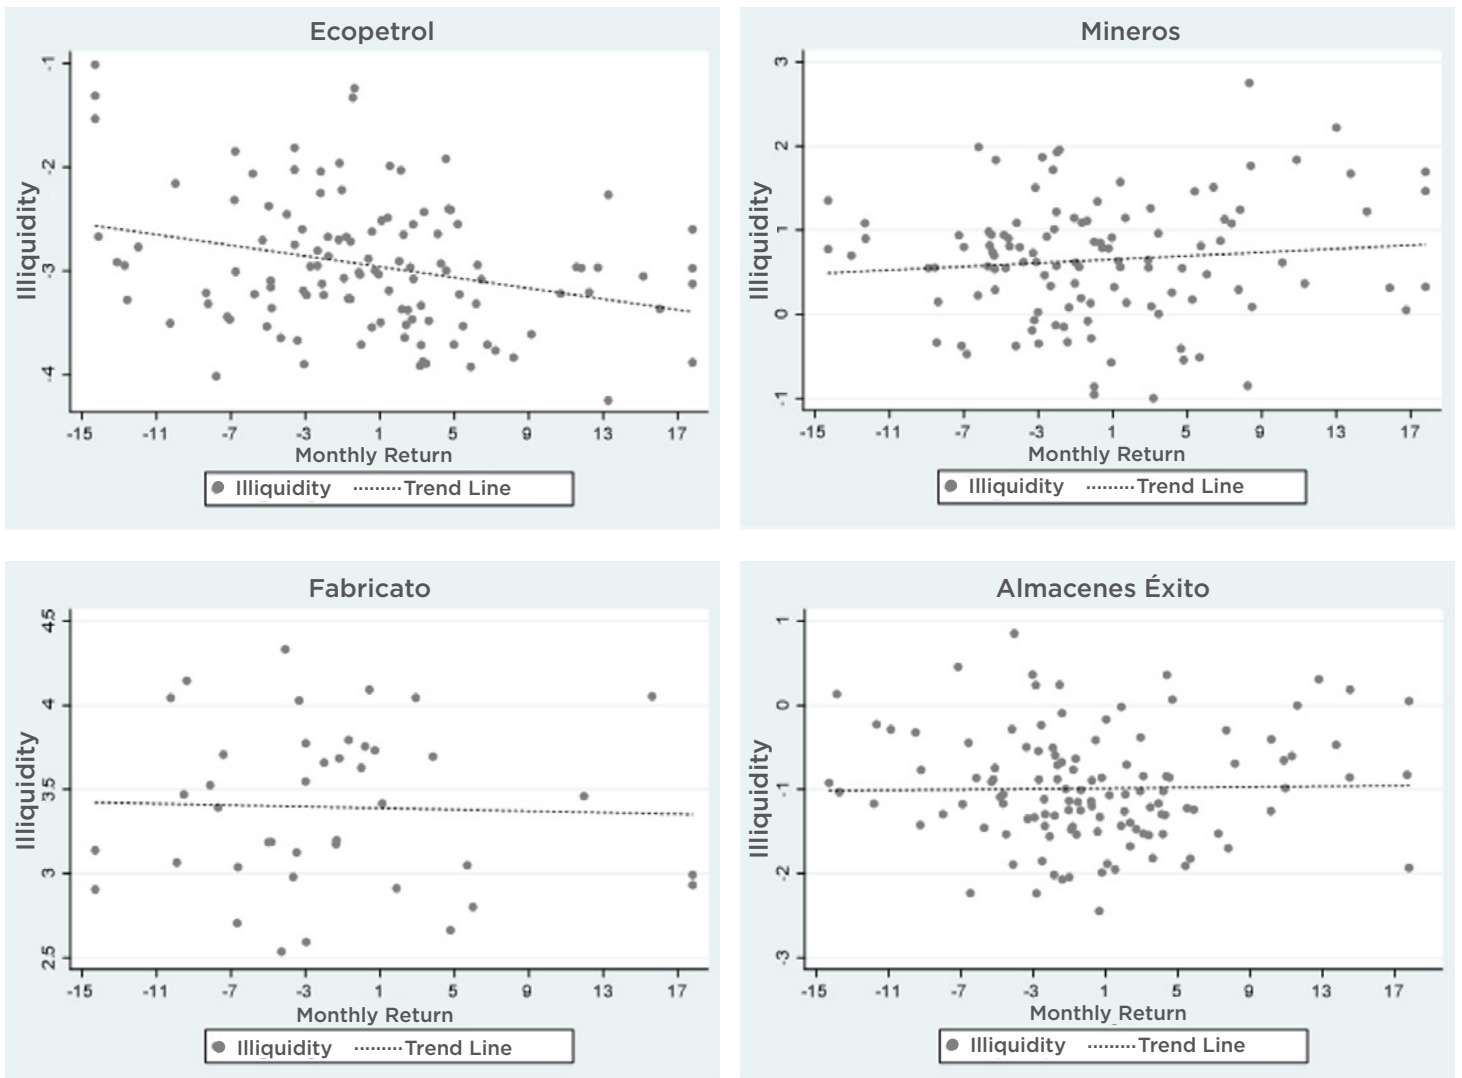 Ecopetrol
Illiquidity
-1
-2
-3
-4
-15 -11 -7 -3 1 5 9 13 17
Monthly Return
Illiquidity Trend Line
Mineros
Illiquidity
3
2
1
0
-1
-15 -11 -7 -3 1 5 9 13 17
Monthly Return
Illiquidity Trend Line
Fabricato
Illiquidity
4.5
4
3.5
3
2.5
-15 -11 -7 -3 1 5 9 13 17
Monthly Return
Illiquidity Trend Line
Almacenes Éxito
Illiquidity
1
0
-1
-2
-3
-15 -11 -7 -3 1 5 9 13 17
Monthly Return
Illiquidity Trend Line